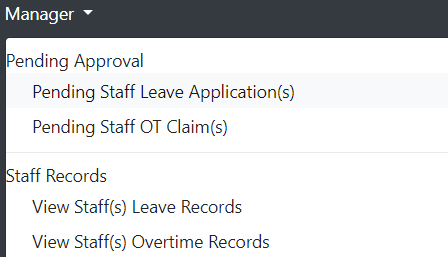 Manager
Pending Approval
Pending Staff Leave Application(s)
Pending Staff OT Claim(s)
Staff Records
View Staff(s) Leave Records
View Staff(s) Overtime Records